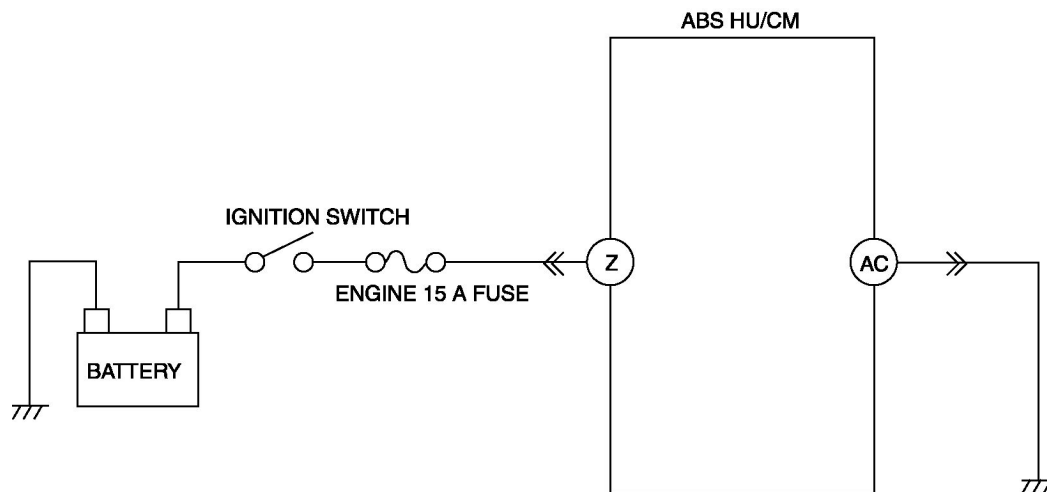 ABS HU/CM
IGNITION SWITCH
Z
AC
ENGINE 15 A FUSE
BATTERY